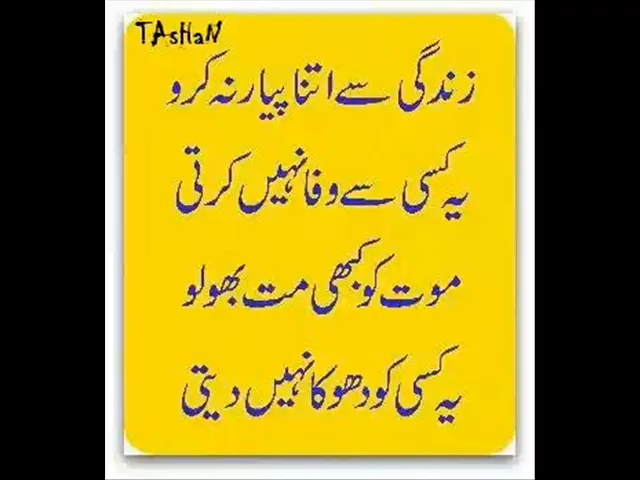 TAsHaN
زندگی سے اتنا پیار نہ کرو
یہ کسی سے وفا نہیں کرتی
موت کو کبھی مت بھولو
یہ کسی کو دھوکا نہیں دیتی